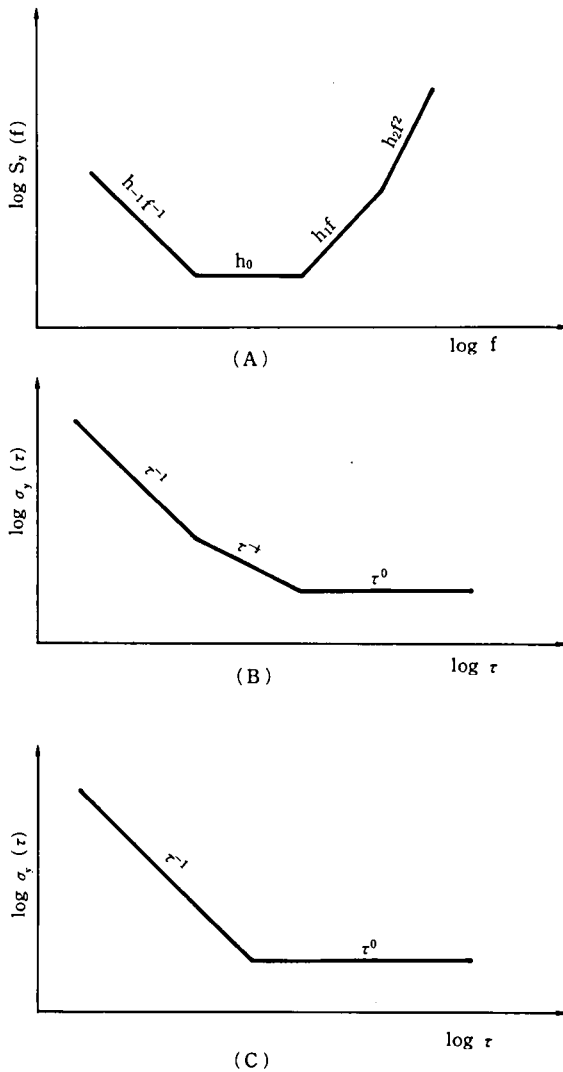 log S_y (f)
h_{-1}f^{-1}
h_0
h_1f
h_2f^2
log f
(A)
log σ_y (τ)
τ^{-1}
τ^0
log τ
(B)
log σ_y (τ)
τ^{-1}
τ^0
log τ
(C)